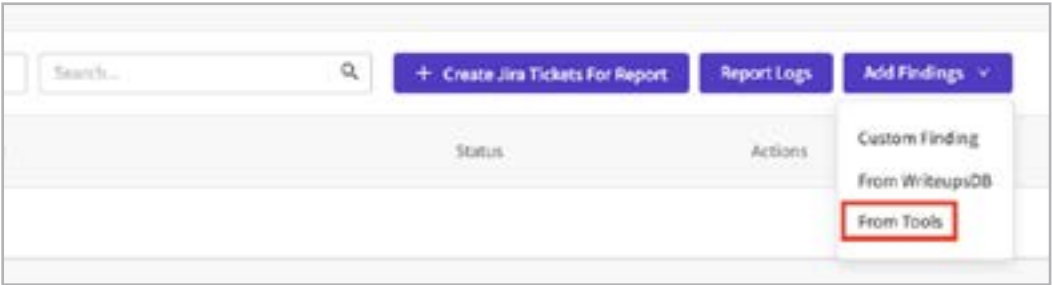 Search...
+ Create Jira Tickets For Report
Report Logs
Add Findings
Status
Actions
Custom Finding
From WriteupsDB
From Tools